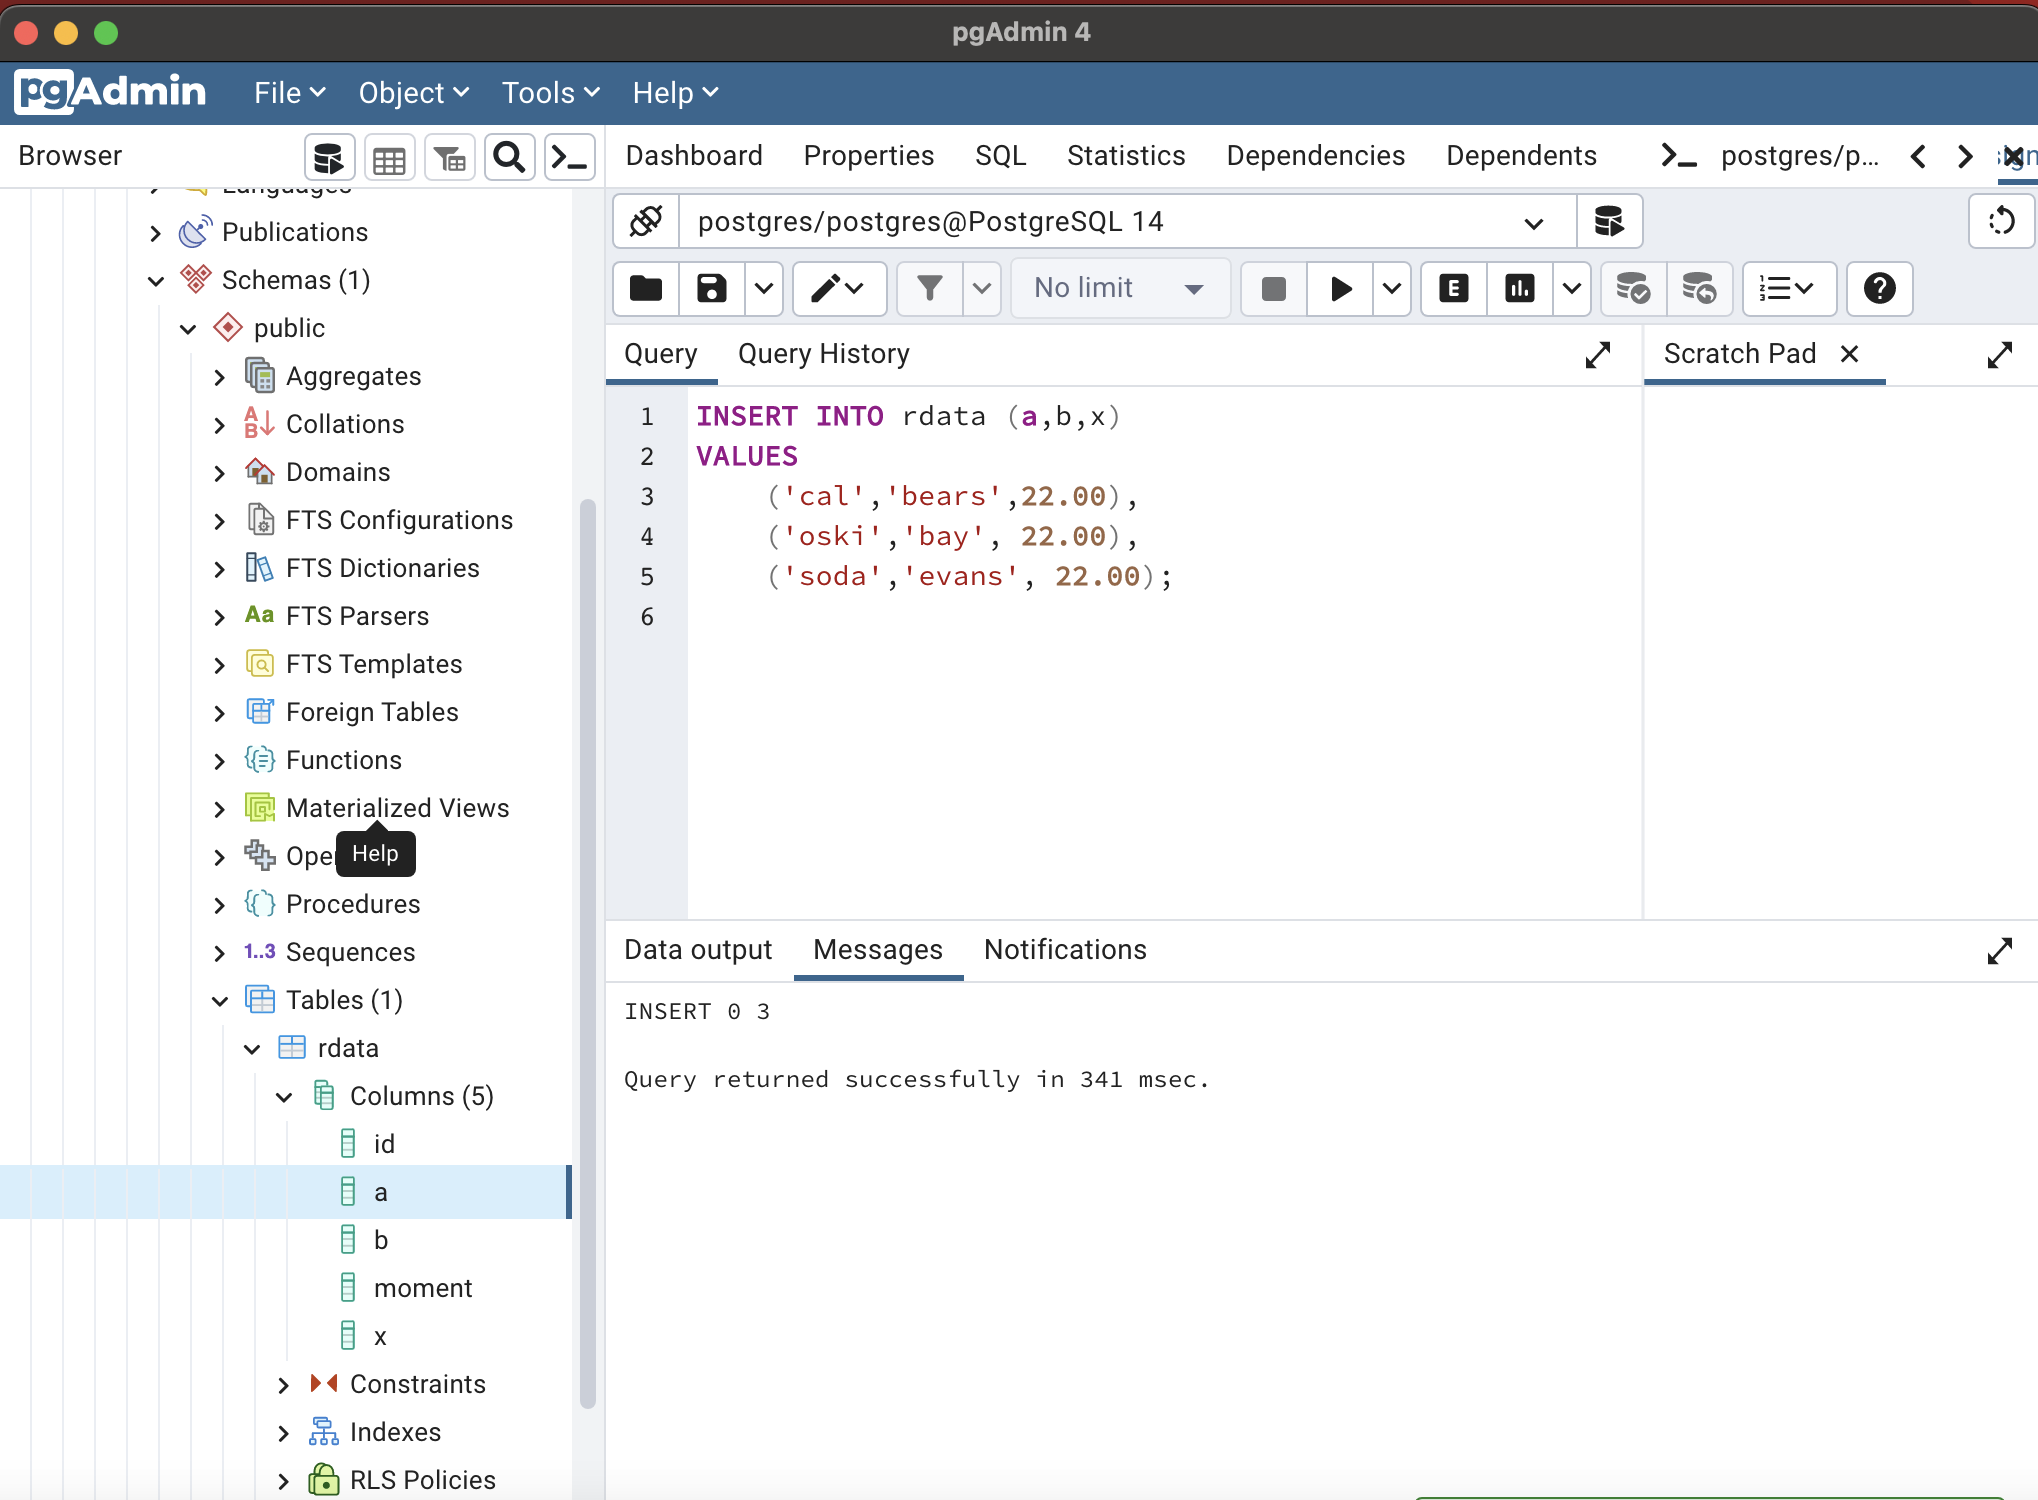 pgAdmin 4
pgAdmin File Object Tools Help
Browser
Dashboard Properties SQL Statistics Dependencies Dependents postgres/p...
Languages
Publications
Schemas (1)
public
Aggregates
Collations
Domains
FTS Configurations
FTS Dictionaries
Aa FTS Parsers
FTS Templates
Foreign Tables
Functions
Materialized Views
Help
Procedures
1..3 Sequences
Tables (1)
rdata
Columns (5)
id
a
b
moment
x
Constraints
Indexes
RLS Policies
postgres/postgres@PostgreSQL 14
No limit
E
Query Query History
Scratch Pad
1 INSERT INTO rdata (a,b,x)
2 VALUES
3 ('cal','bears',22.00),
4 ('oski','bay', 22.00),
5 ('soda','evans', 22.00);
6
Data output Messages Notifications
INSERT 0 3
Query returned successfully in 341 msec.